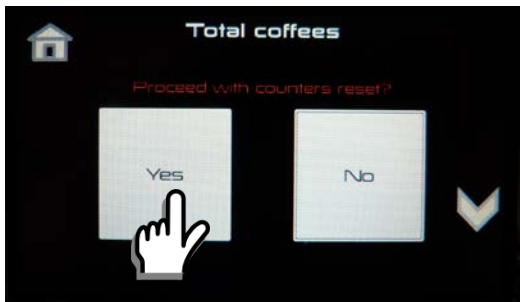 Total coffees
Proceed with counters reset?
Yes
No